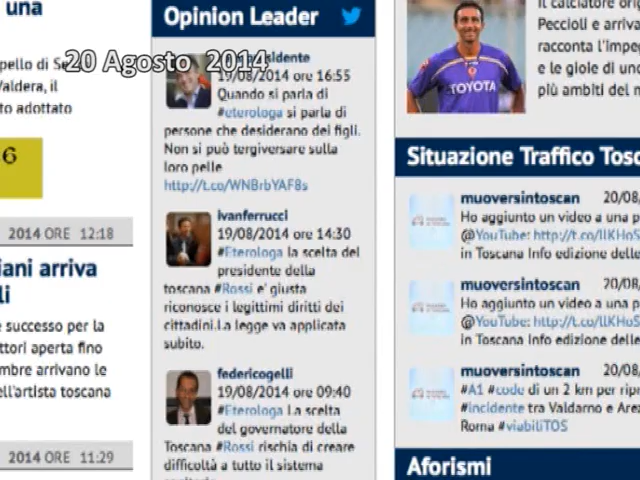 una
pello di Se
Valdera, il
to adottato
6
2014 ORE 12:18
iani arriva
li
e successo per la
ttori aperta fino
mbre arrivano le
ell'artista toscana
2014 ORE 11:29
20 Agosto 2014
Opinion Leader
19/08/2014 ore 16:55
Quando si parla di
#eterologa si parla di
persone che desiderano dei figli.
Non si può tergiversare sulla
loro pelle
http://t.co/WNBrbYAF8s
ivanferrucci
19/08/2014 ore 14:30
#Eterologa la scelta del
presidente della
toscana #Rossi e' giusta
riconosce i legittimi diritti dei
cittadini.La legge va applicata
subito.
federicogelli
19/08/2014 ore 09:40
#Eterologa La scelta
del governatore della
Toscana #Rossi rischia di creare
difficoltà a tutto il sistema
Il calciatore orig
Peccioli e arriva
racconta l'impe
e le gioie di uno
più ambiti del m
TOYOTA
Situazione Traffico Tosc
muoversintoscan 20/08/
Ho aggiunto un video a una p
@YouTube: http://t.co/lIKHoS
in Toscana Info edizione delle
muoversintoscan 20/08/
Ho aggiunto un video a una p
@YouTube: http://t.co/lIKHoS
in Toscana Info edizione delle
muoversintoscan 20/08/
#A1 #code di un 2 km per ripr
#incidente tra Valdarno e Arez
Roma #viabiliTOS
Aforismi